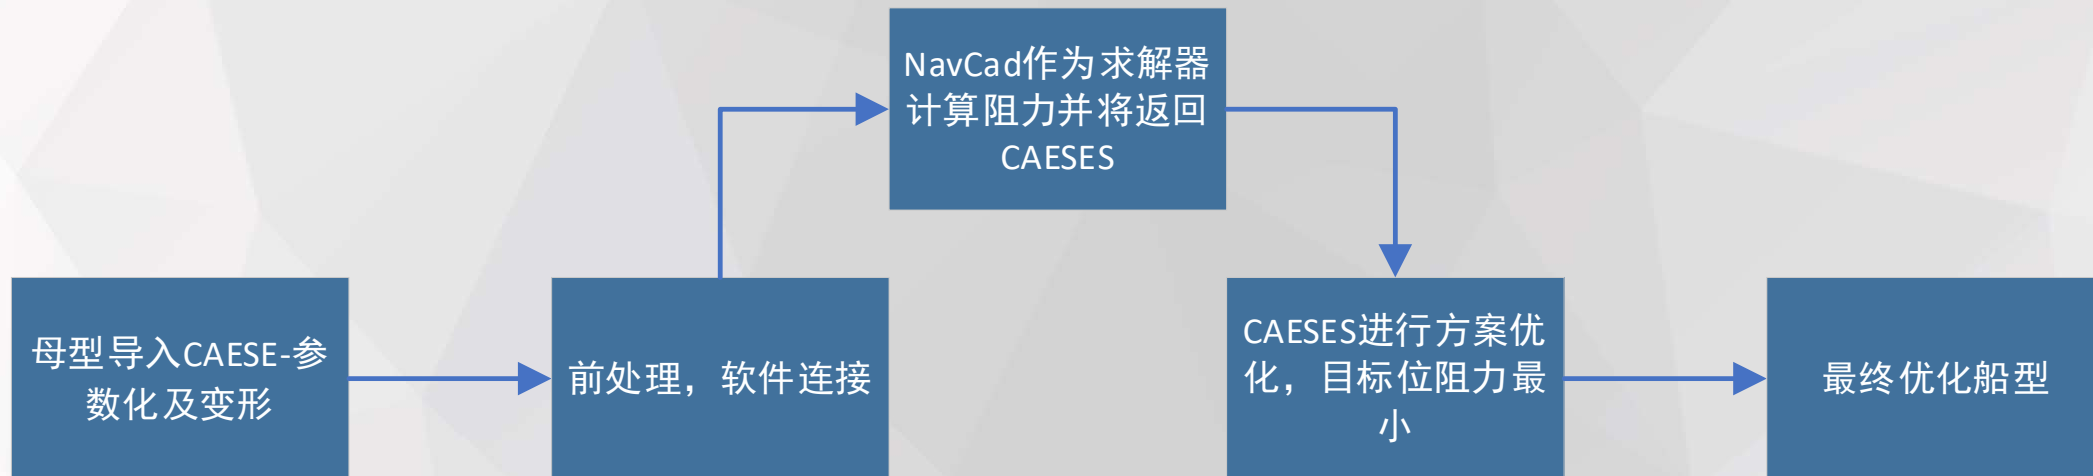 母型导入CAESE-参
数化及变形
前处理，软件连接
NavCad作为求解器
计算阻力并将返回
CAESES
CAESES进行方案优
化，目标位阻力最
小
最终优化船型